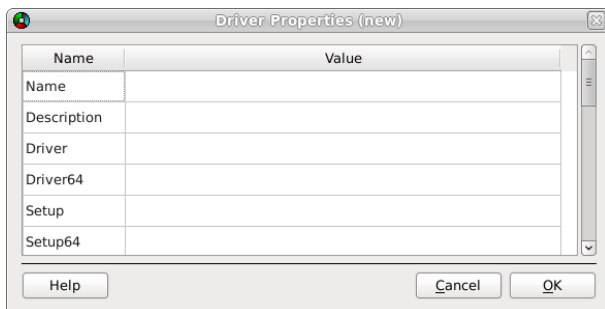 Driver Properties (new)
Name Value
Name
Description
Driver
Driver64
Setup
Setup64
Help Cancel OK